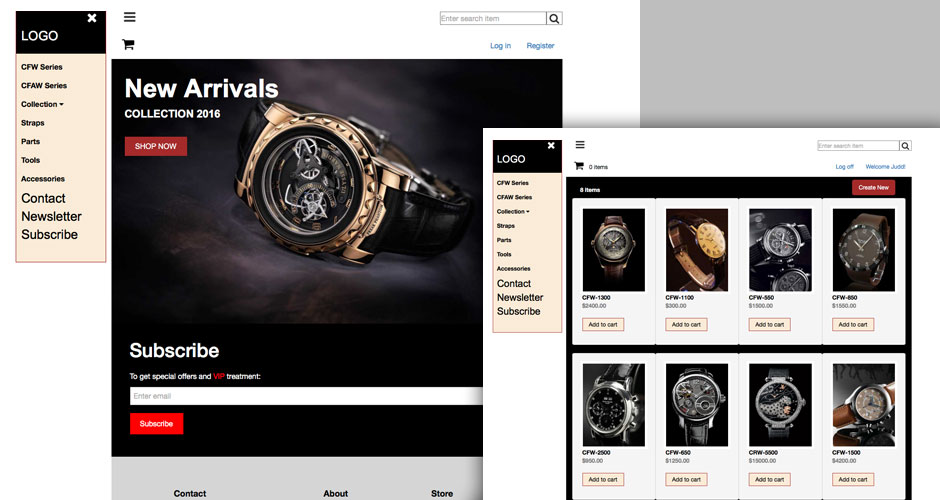 LOGO
CFW Series
CFAW Series
Collection
Straps
Parts
Tools
Accessories
Contact
Newsletter
Subscribe
Enter search item
Log in
Register
New Arrivals
COLLECTION 2016
SHOP NOW
Subscribe
To get special offers and VIP treatment:
Enter email
Subscribe
Contact
About
Store
LOGO
CFW Series
CFAW Series
Collection
Straps
Parts
Tools
Accessories
Contact
Newsletter
Subscribe
Enter search item
0 items
Log off
Welcome Judd!
8 Items
Create New
CFW-1300
$2400.00
Add to cart
CFW-1100
$300.00
Add to cart
CFW-550
$1500.00
Add to cart
CFW-850
$1550.00
Add to cart
CFW-2500
$950.00
Add to cart
CFW-650
$1250.00
Add to cart
CRW-5500
$15000.00
Add to cart
CFW-1500
$4200.00
Add to cart